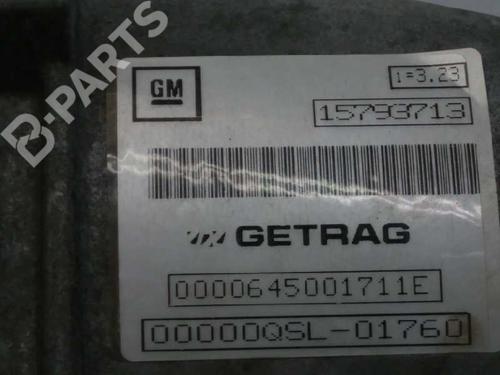 B-PARTS
GM
i=3.23
15793713
GETRAG
0000645001711E
00000QSL-01760